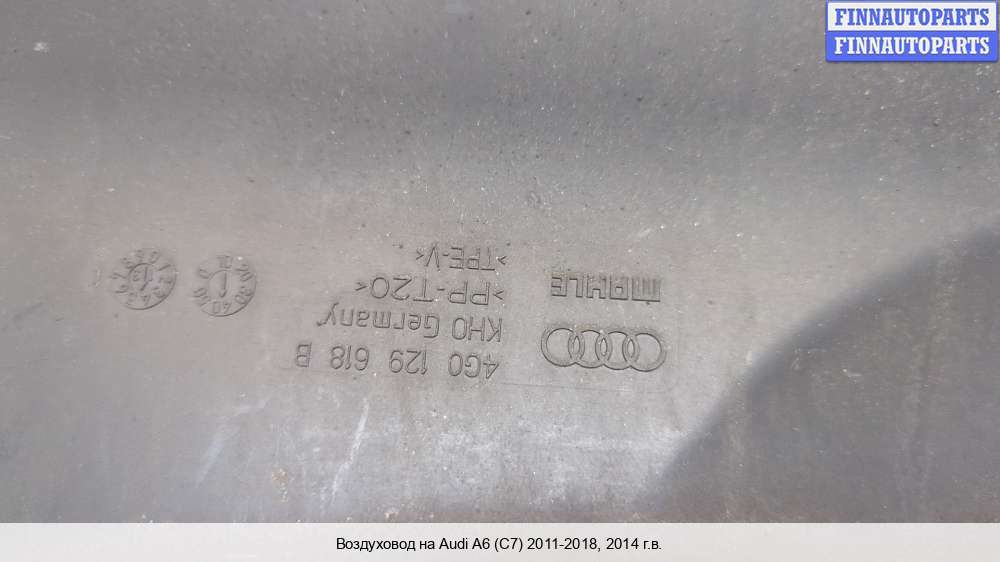 FINNAUTOPARTS
FINNAUTOPARTS
4G0 129 618 B
KHO Germany
>PP-T20<
>TPE-V<
MAHLE
Воздуховод на Audi A6 (C7) 2011-2018, 2014 г.в.